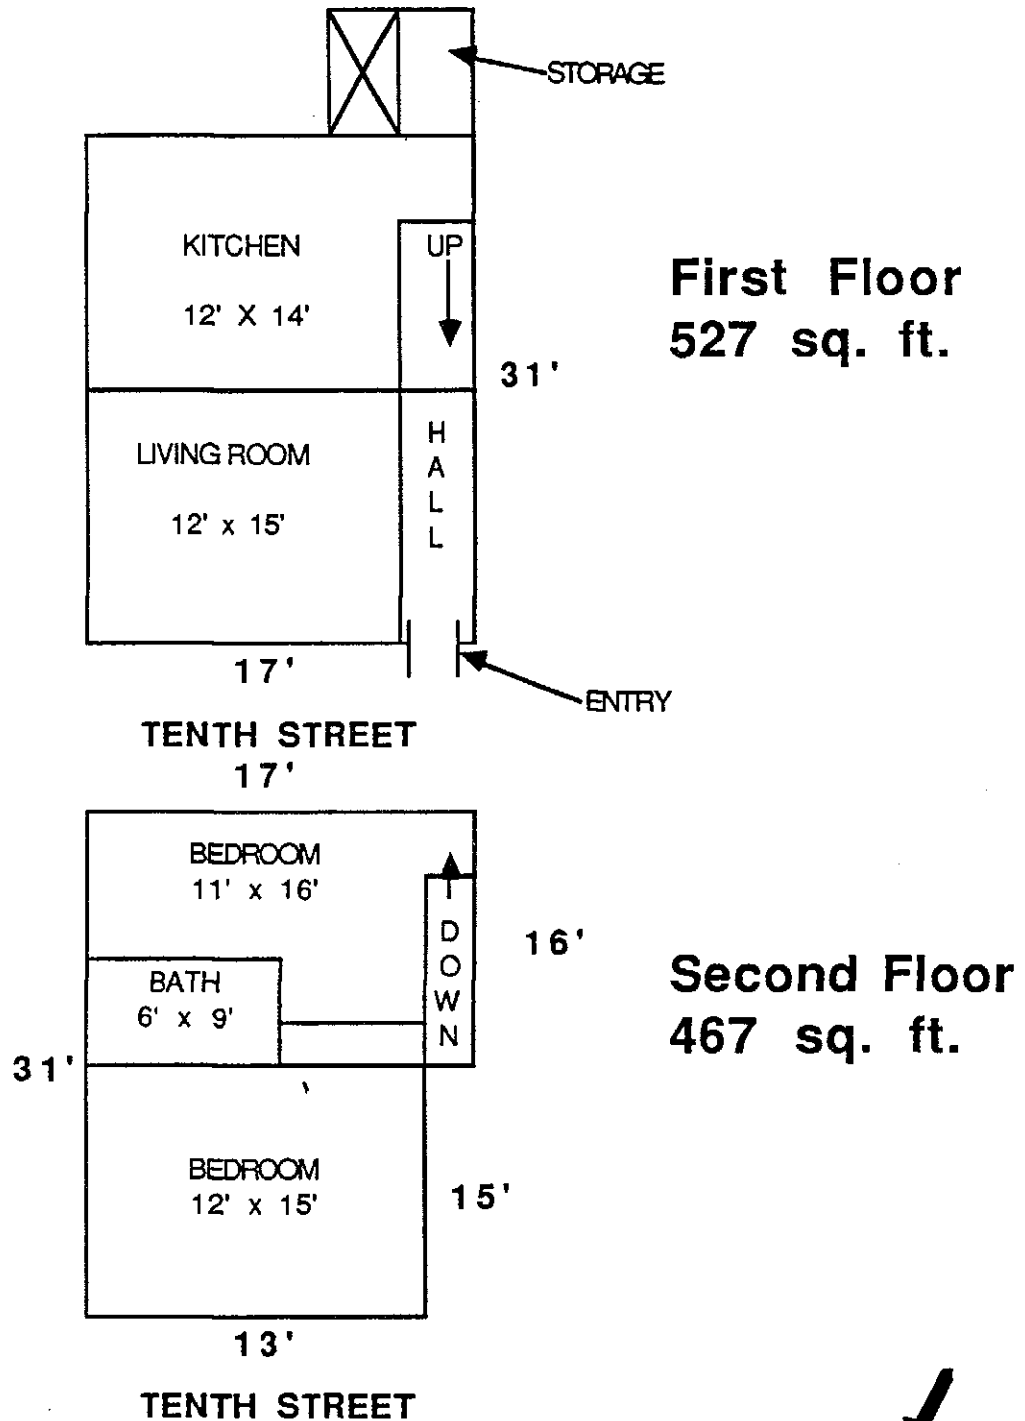 STORAGE
KITCHEN
12' X 14'
UP
First Floor
527 sq. ft.
31'
LIVING ROOM
12' x 15'
H
A
L
L
17'
ENTRY
TENTH STREET
17'
BEDROOM
11' x 16'
D
O
W
N
16'
BATH
6' x 9'
Second Floor
467 sq. ft.
31'
BEDROOM
12' x 15'
15'
13'
TENTH STREET